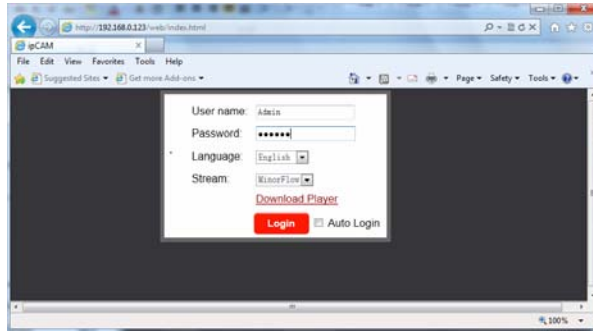 http://192.168.0.123/web/index.html
ipCAM
File Edit View Favorites Tools Help
Suggested Sites Get more Add-ons Page Safety Tools
User name: Admin
Password: ••••••
Language: English
Stream: MinorFlow
Download Player
Login Auto Login
100%